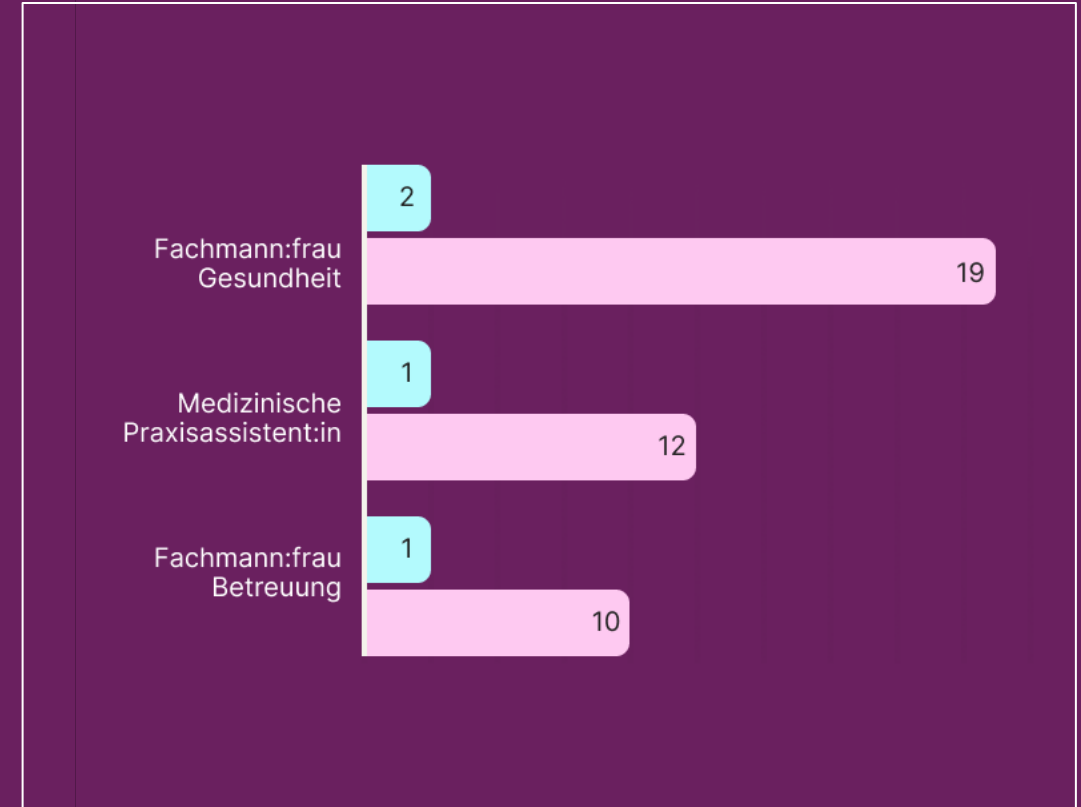 2
Fachmann:frau
Gesundheit
19
1
Medizinische
Praxisassistent:in
12
1
Fachmann:frau
Betreuung
10